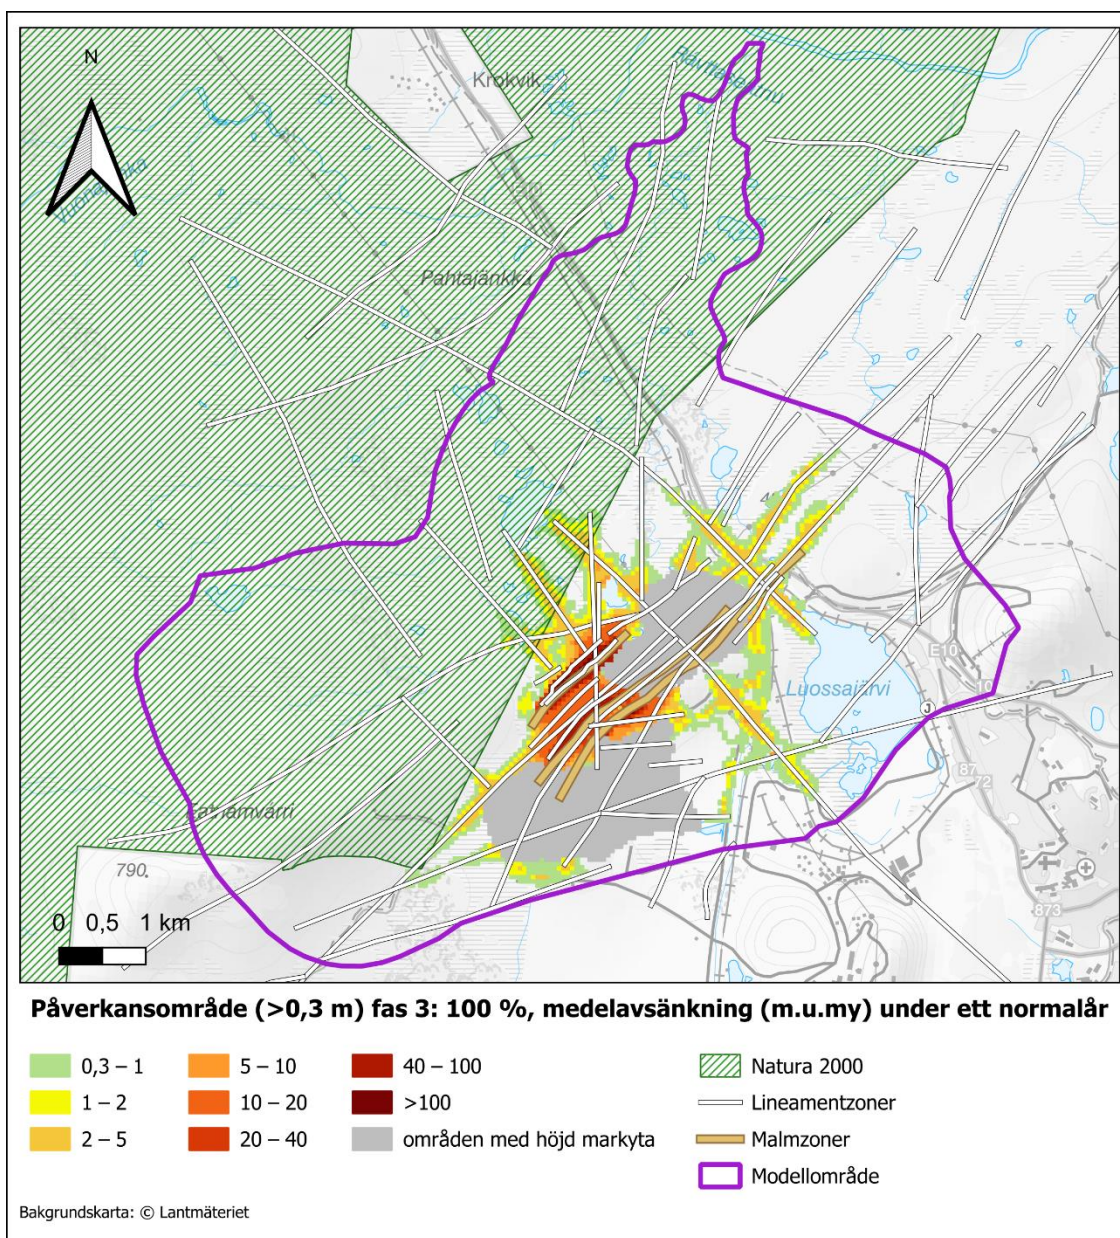 N
Krokvik
Pahtajänkkä
Luossajärvi
E10
J
87
772
873
790.
0 0,5 1 km
Påverkansområde (>0,3 m) fas 3: 100 %, medelavsänkning (m.u.my) under ett normalår
0,3 – 1
1 – 2
2 – 5
5 – 10
10 – 20
20 – 40
40 – 100
>100
områden med höjd markyta
Natura 2000
Lineamentzoner
Malmzoner
Modellområde
Bakgrundskarta: © Lantmäteriet